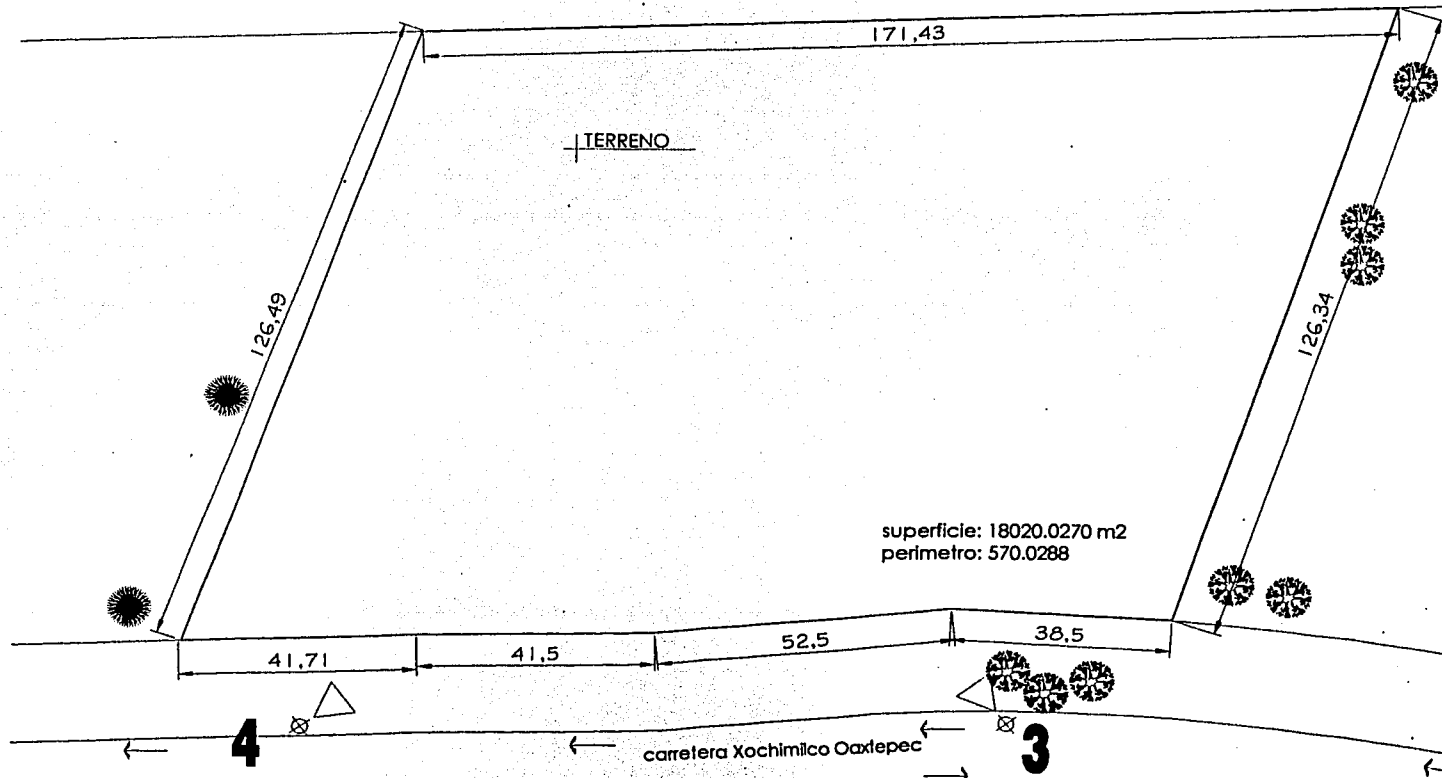 171,43
TERRENO
126,49
126,34
superficie: 18020.0270 m2
perimetro: 570.0288
41,71
41,5
52,5
38,5
4
carretera Xochimilco Oaxtepec
3